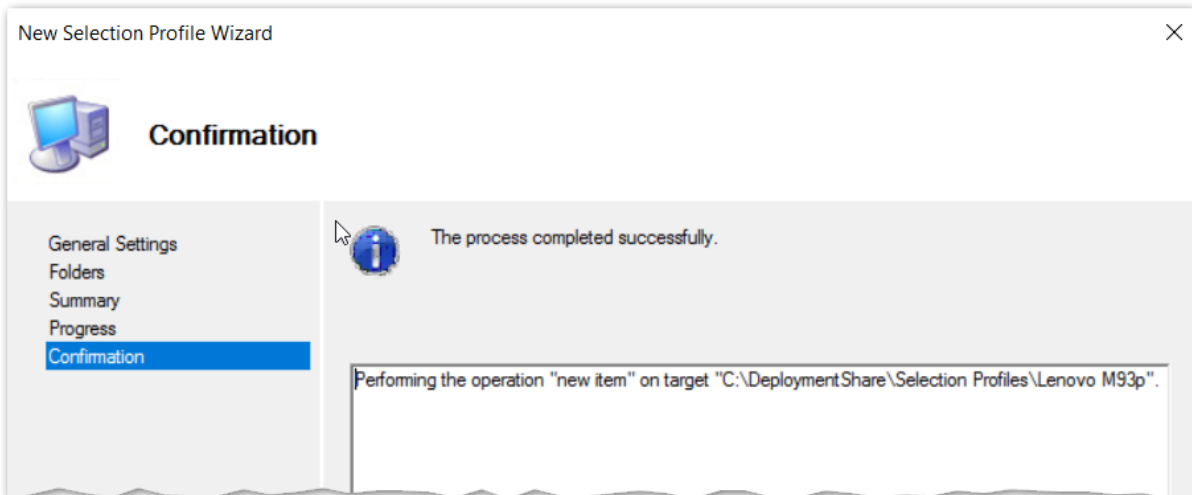 New Selection Profile Wizard
Confirmation
General Settings
Folders
Summary
Progress
Confirmation
The process completed successfully.
Performing the operation "new item" on target "C:\DeploymentShare\Selection Profiles\Lenovo M93p".